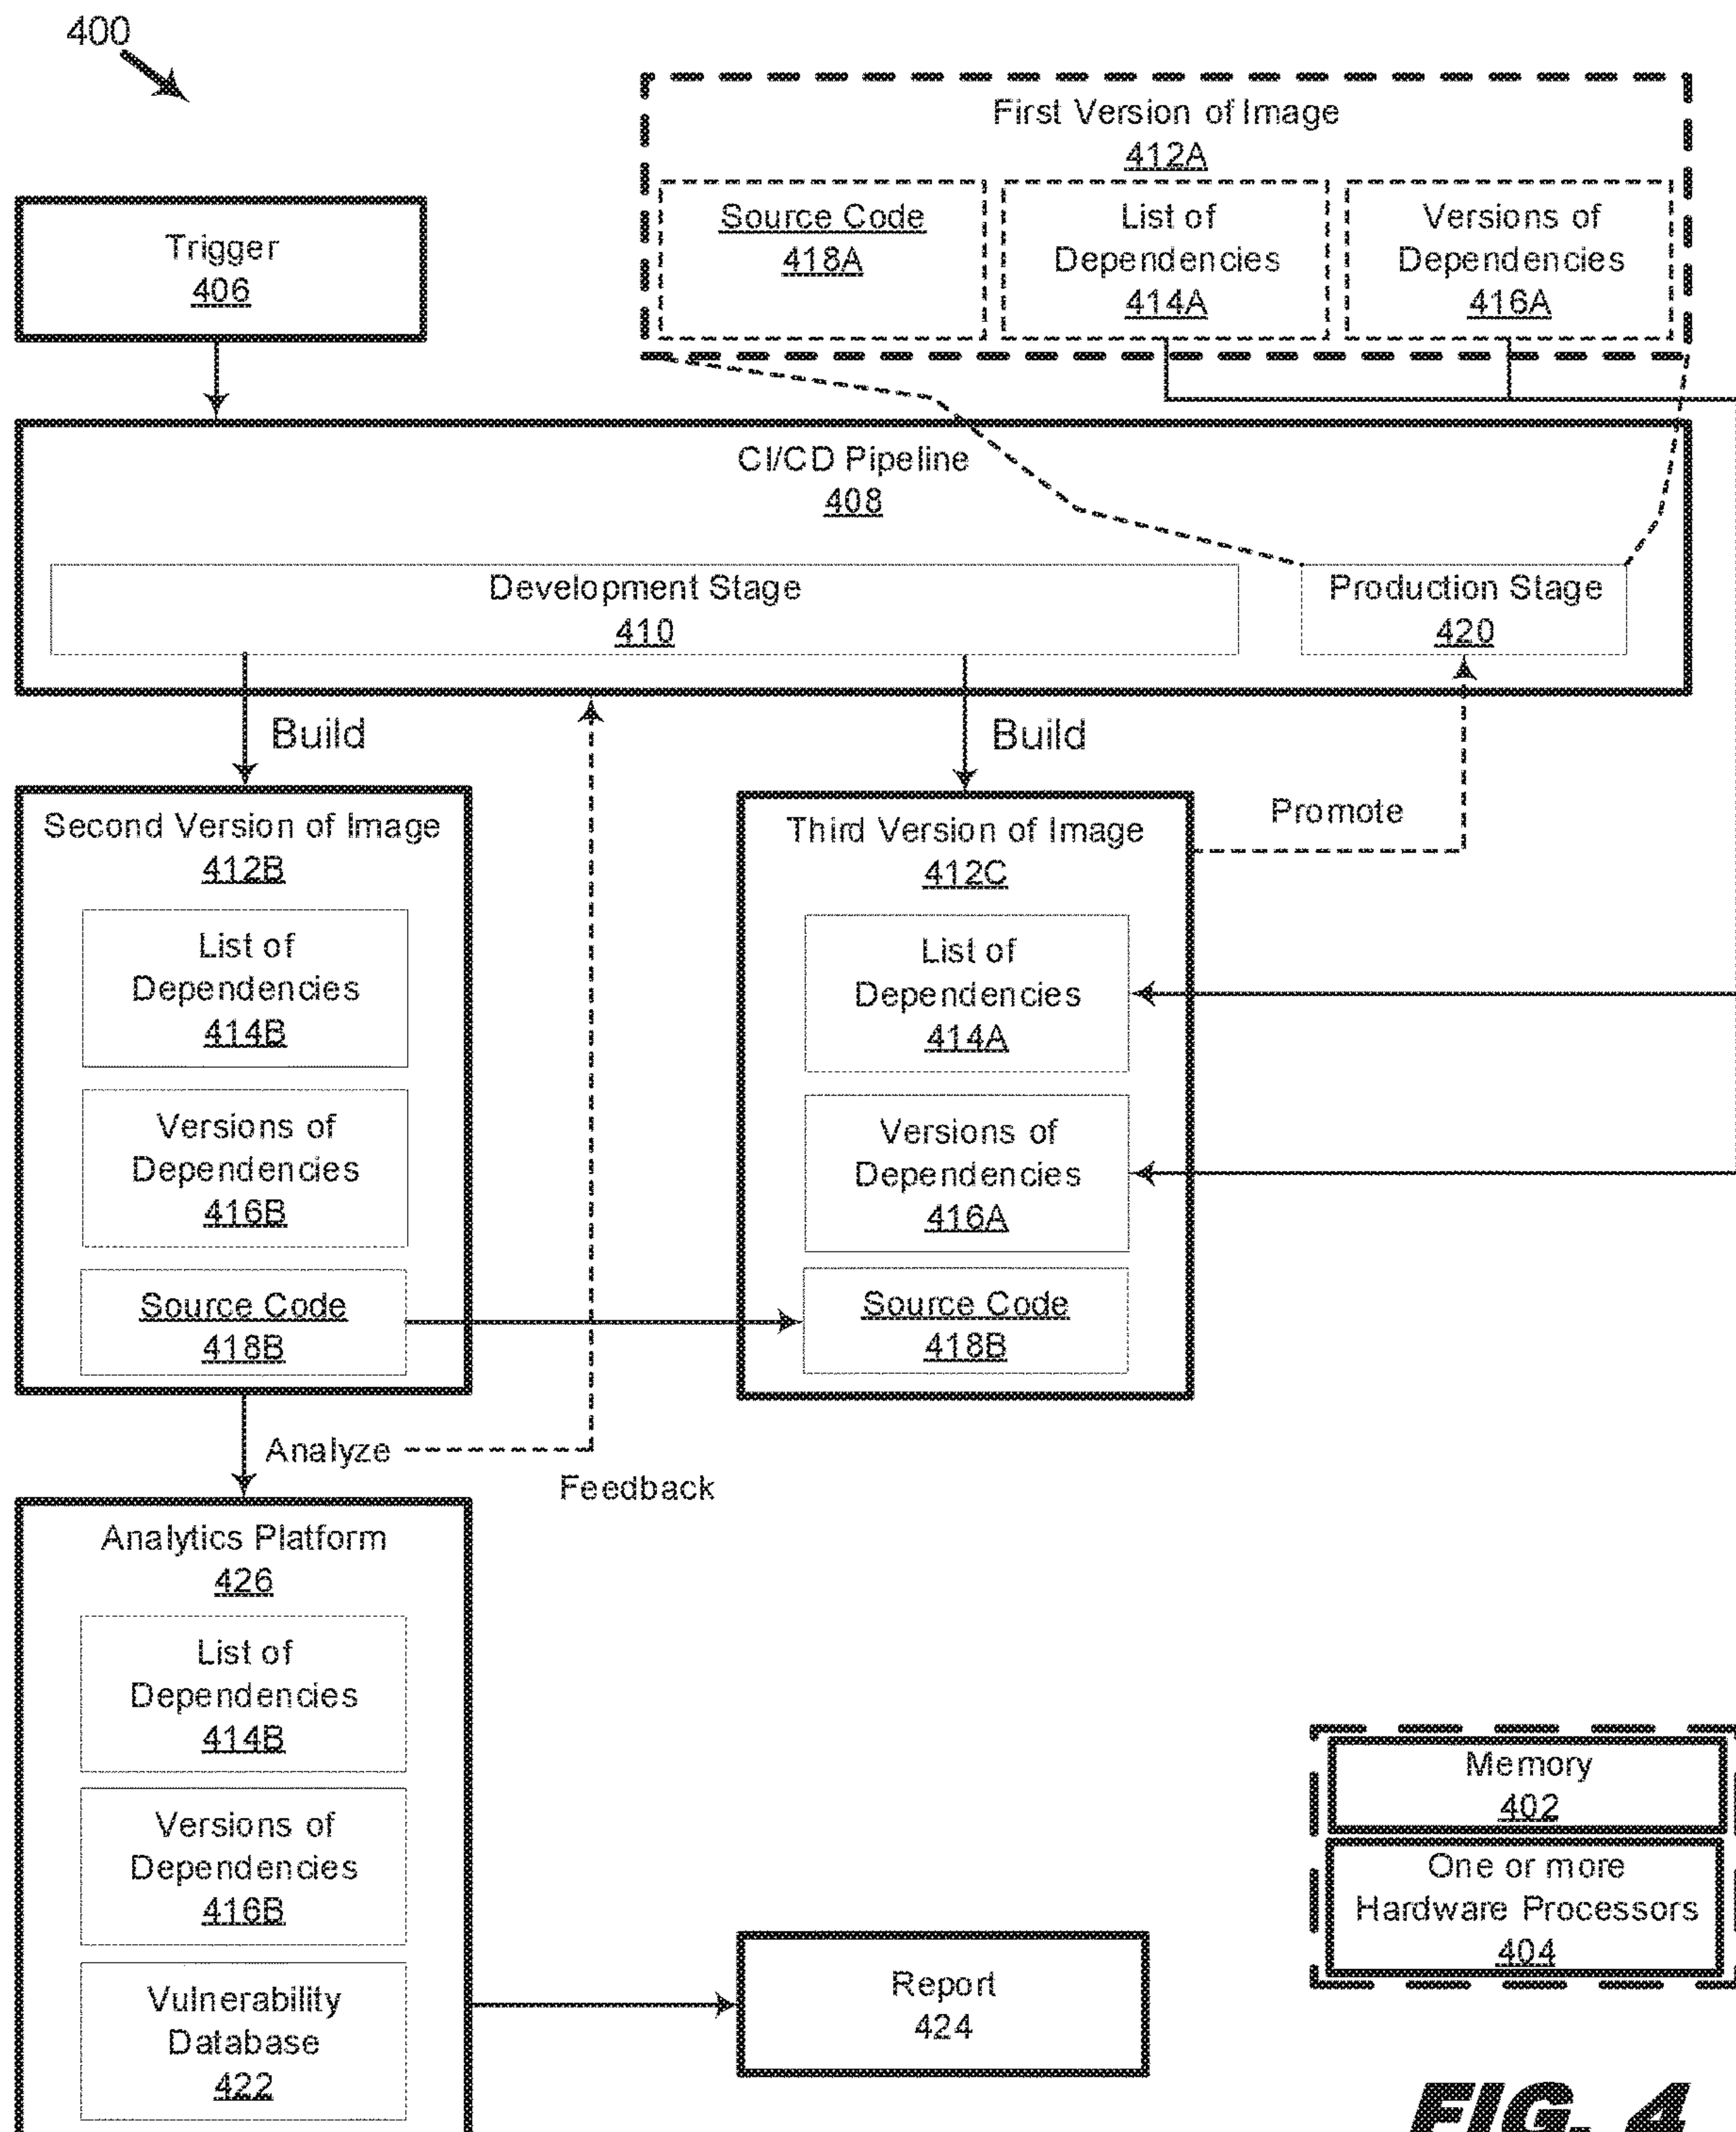 400
First Version of Image
412A
Source Code
418A
List of
Dependencies
414A
Versions of
Dependencies
416A
Trigger
406
CI/CD Pipeline
408
Development Stage
410
Production Stage
420
Build
Build
Promote
Second Version of Image
412B
List of
Dependencies
414B
Versions of
Dependencies
416B
Source Code
418B
Third Version of Image
412C
List of
Dependencies
414A
Versions of
Dependencies
416A
Source Code
418B
Analyze
Feedback
Analytics Platform
426
List of
Dependencies
414B
Versions of
Dependencies
416B
Vulnerability
Database
422
Report
424
Memory
402
One or more
Hardware Processors
404
FIG. 4